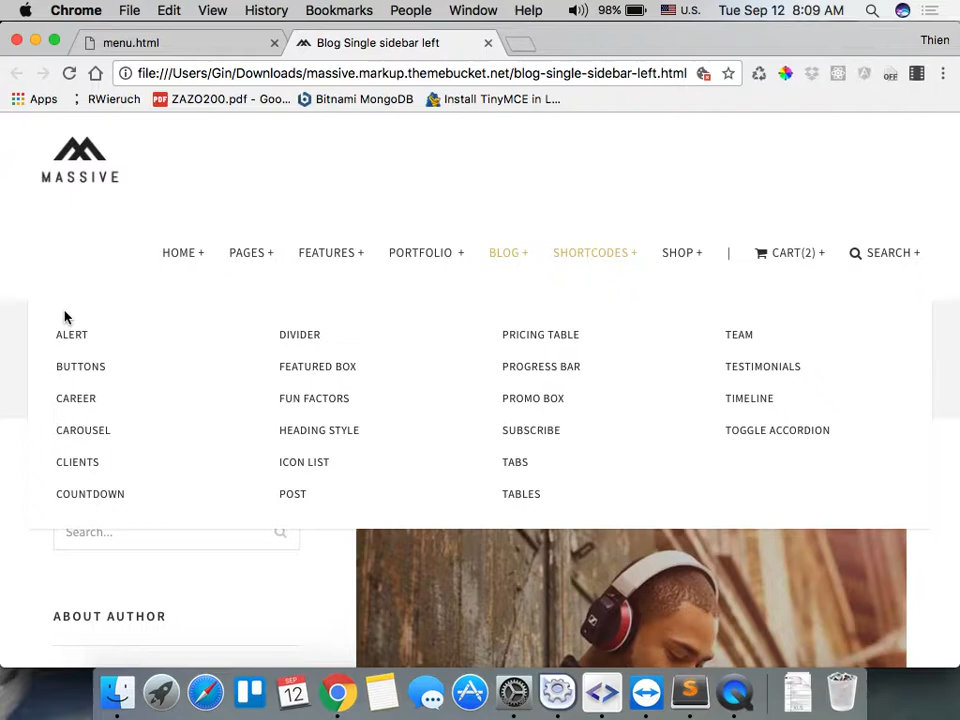 Chrome File Edit View History Bookmarks People Window Help 98% U.S. Tue Sep 12 8:09 AM
menu.html
Blog Single sidebar left
Thien
file:///Users/Gin/Downloads/massive.markup.themebucket.net/blog-single-sidebar-left.html
Apps RWieruch ZAZO200.pdf - Goo... Bitnami MongoDB Install TinyMCE in L...
MASSIVE
HOME + PAGES + FEATURES + PORTFOLIO + BLOG + SHORTCODES + SHOP + | CART(2) + SEARCH +
ALERT DIVIDER PRICING TABLE TEAM
BUTTONS FEATURED BOX PROGRESS BAR TESTIMONIALS
CAREER FUN FACTORS PROMO BOX TIMELINE
CAROUSEL HEADING STYLE SUBSCRIBE TOGGLE ACCORDION
CLIENTS ICON LIST TABS
COUNTDOWN POST TABLES
Search...
ABOUT AUTHOR
SEP
12